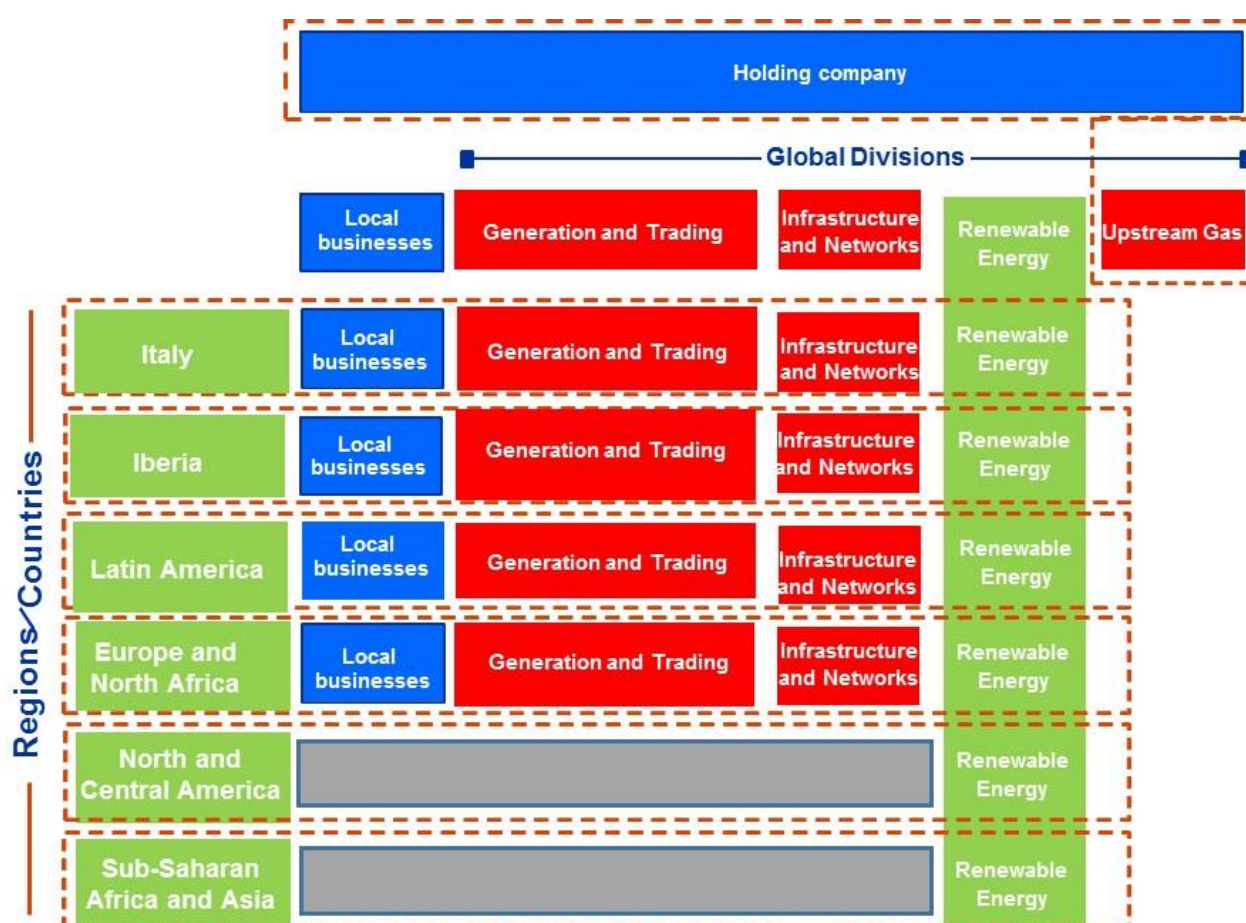 Holding company
Global Divisions
Local
businesses
Generation and Trading
Infrastructure
and Networks
Renewable
Energy
Upstream Gas
Regions/Countries
Italy
Local
businesses
Generation and Trading
Infrastructure
and Networks
Renewable
Energy
Iberia
Local
businesses
Generation and Trading
Infrastructure
and Networks
Renewable
Energy
Latin America
Local
businesses
Generation and Trading
Infrastructure
and Networks
Renewable
Energy
Europe and
North Africa
Local
businesses
Generation and Trading
Infrastructure
and Networks
Renewable
Energy
North and
Central America
Renewable
Energy
Sub-Saharan
Africa and Asia
Renewable
Energy